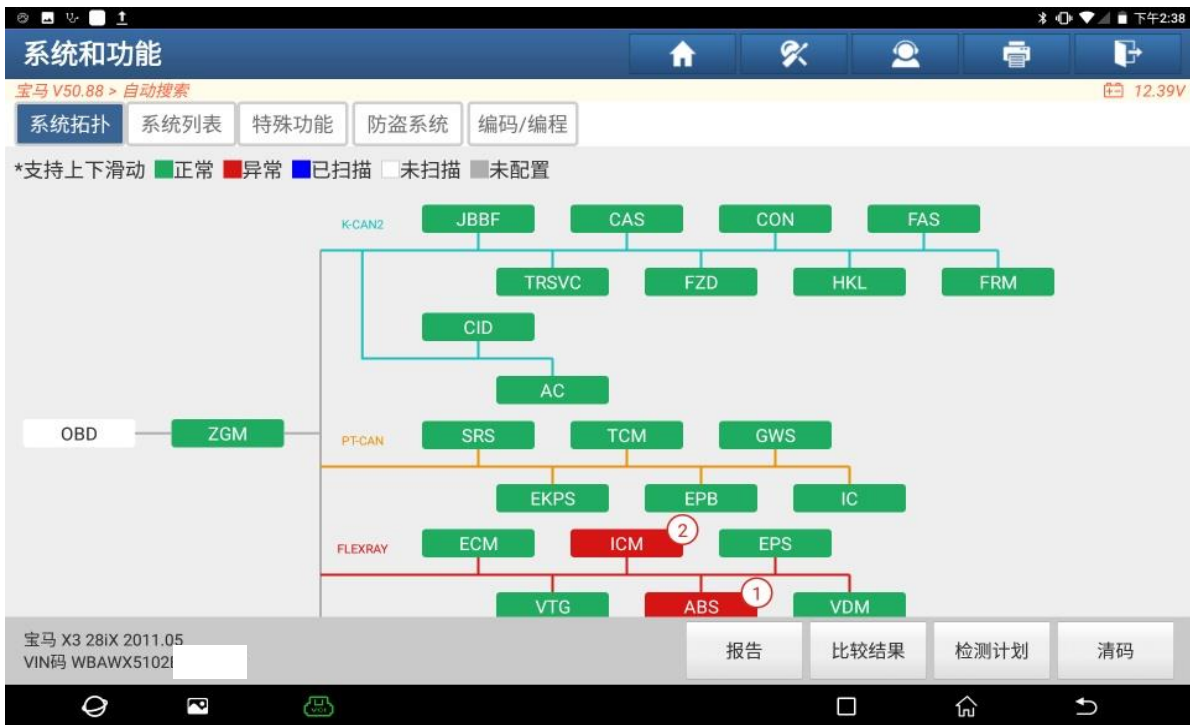 下午2:38
系统和功能
宝马 V50.88 > 自动搜索
12.39V
系统拓扑 系统列表 特殊功能 防盗系统 编码/编程
*支持上下滑动 正常 异常 已扫描 未扫描 未配置
K-CAN2 JBBF CAS CON FAS
TRSVC FZD HKL FRM
CID
AC
OBD ZGM
PT-CAN SRS TCM GWS
EKPS EPB IC
FLEXRAY ECM ICM 2 EPS
VTG ABS 1 VDM
宝马 X3 28iX 2011.05
VIN码 WBAWX5102
报告 比较结果 检测计划 清码
VCI